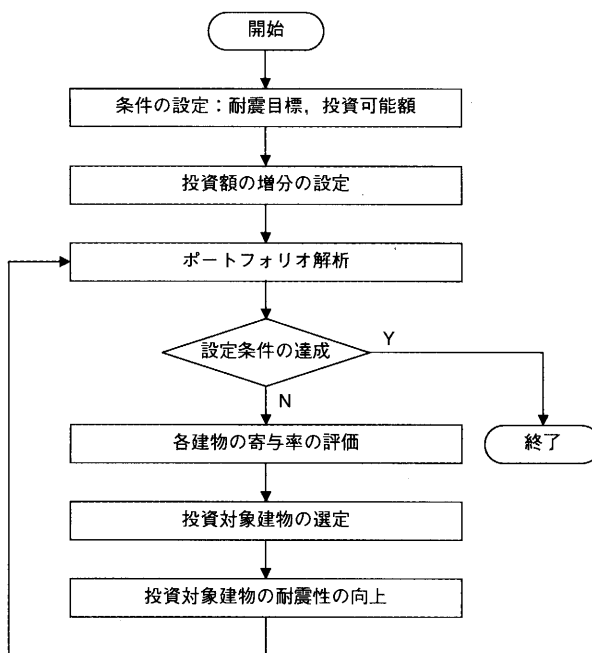 開始
条件の設定：耐震目標，投資可能額
投資額の増分の設定
ポートフォリオ解析
設定条件の達成
Y
N
各建物の寄与率の評価
終了
投資対象建物の選定
投資対象建物の耐震性の向上